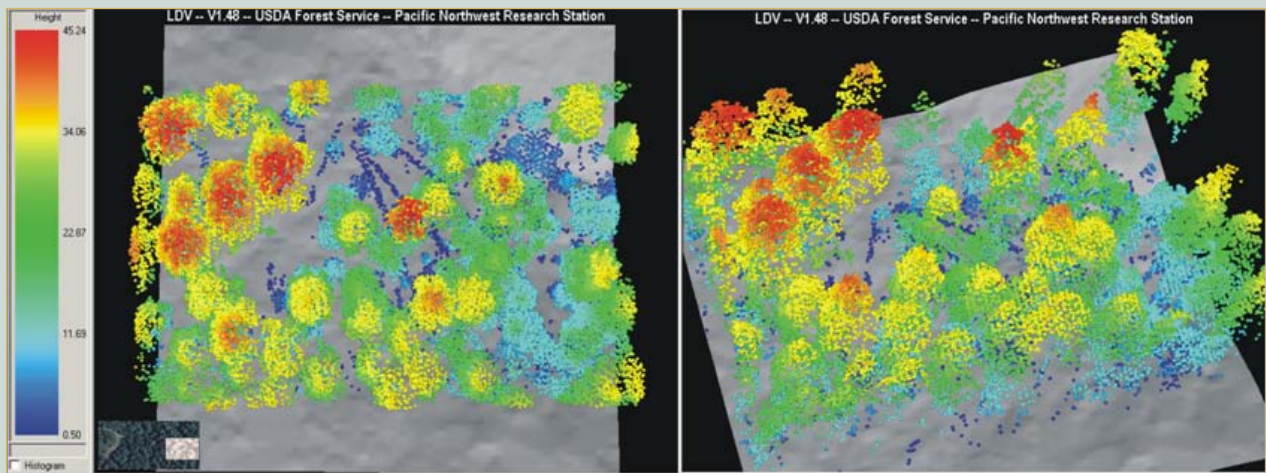 Height
45.24
34.06
22.87
11.69
0.50
Histogram
LDV -- V1.48 -- USDA Forest Service -- Pacific Northwest Research Station
LDV -- V1.48 -- USDA Forest Service -- Pacific Northwest Research Station